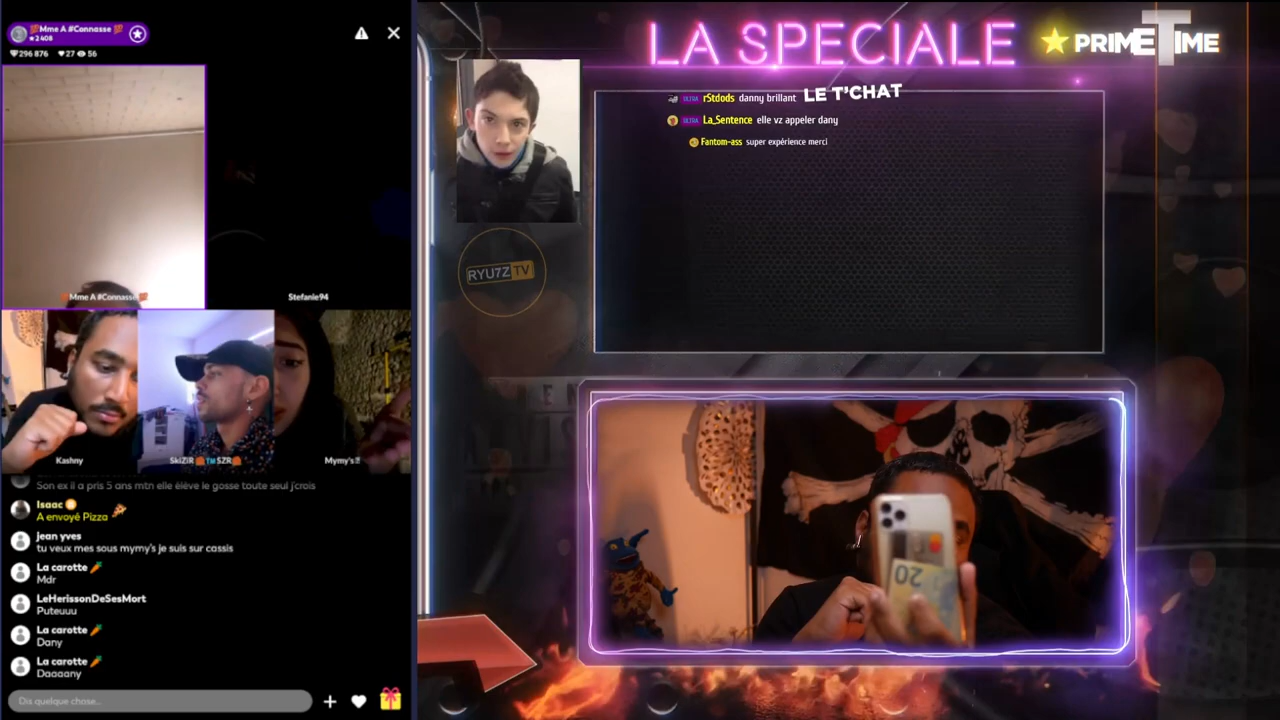 💯Mme A #Connasse 💯
★2 408
296 876 ♥27 56
Mme A #Connasse
Stefanie94
Kashny
SkiZiR ™SZR
Mymy's
Son ex il a pris 5 ans mtn elle élève le gosse toute seul j'crois
Isaac
A envoyé Pizza 🍕
jean yves
tu veux mes sous mymy's je suis sur cassis
La carotte 🥕
Mdr
LeHerissonDeSesMort
Puteuuu
La carotte 🥕
Dany
La carotte 🥕
Daaaany
Dis quelque chose...
LA SPECIALE
PRIMETIME
LE T'CHAT
ULTRA rStdods danny brillant
ULTRA La_Sentence elle vz appeler dany
Fantom-ass super expérience merci
RYU7Z TV
20